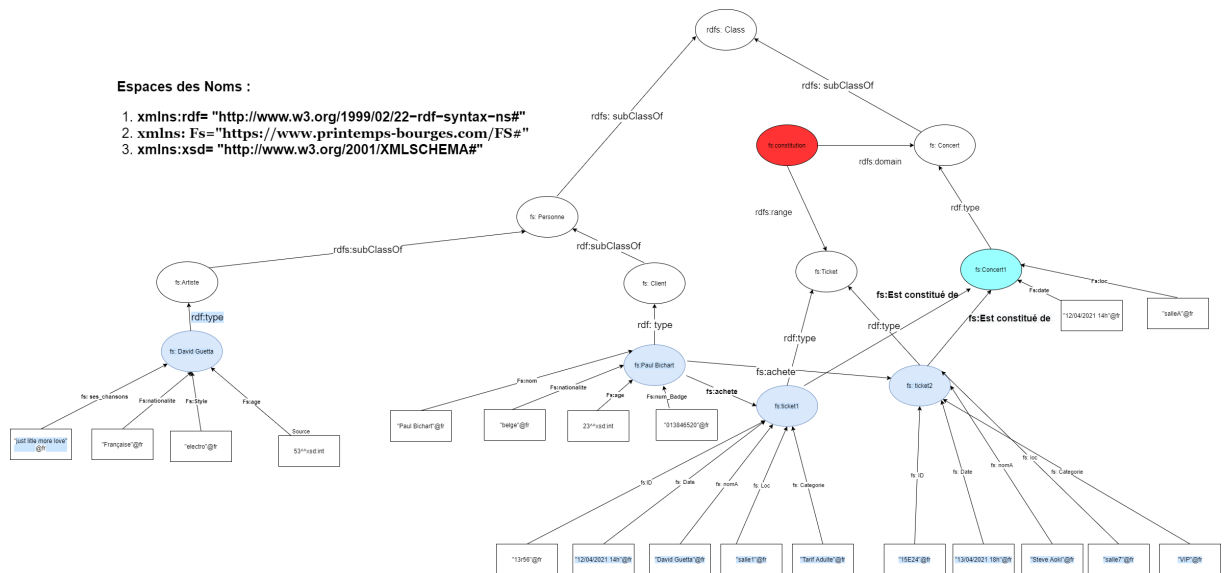 rdfs: Class
Espaces des Noms :
1. xmlns:rdf= "http://www.w3.org/1999/02/22-rdf-syntax-ns#"
2. xmlns: Fs="https://www.printemps-bourges.com/FS#"
3. xmlns:xsd= "http://www.w3.org/2001/XMLSCHEMA#"
rdfs: subClassOf
rdfs: subClassOf
fs:constitution
rdfs:domain
fs: Concert
rdfs:range
rdf:type
fs: Personne
rdfs:subClassOf
rdf:subClassOf
fs:Artiste
fs: Client
fs:Ticket
fs:Concert1
fs:Est constitué de
Fs:date
Fs:loc
"12/04/2021 14h"@fr
"salleA"@fr
rdf:type
rdf: type
rdf:type
rdf:type
fs:Est constitué de
fs: David Guetta
fs:Paul Bichart
fs:achete
fs:achete
fs:ticket1
fs: ticket2
fs: ses_chansons
Fs:nationalite
Fs:Style
Fs:age
Fs:nom
Fs:nationalite
Fs:age
Fs:num_Badge
"just litle more love"
@fr
"Française"@fr
"electro"@fr
Source
53^^xsd:int
"Paul Bichart"@fr
"belge"@fr
23^^xsd:int
"013846520"@fr
fs:ID
fs: Date
fs: nomA
fs: Loc
fs: Categorie
fs: ID
fs: Date
fs: nomA
fs: loc
fs: Categorie
"13r56"@fr
"12/04/2021 14h"@fr
"David Guetta"@fr
"salle1"@fr
"Tarif Adulte"@fr
"15E24"@fr
"13/04/2021 18h"@fr
"Steve Aoki"@fr
"salle7"@fr
"VIP"@fr